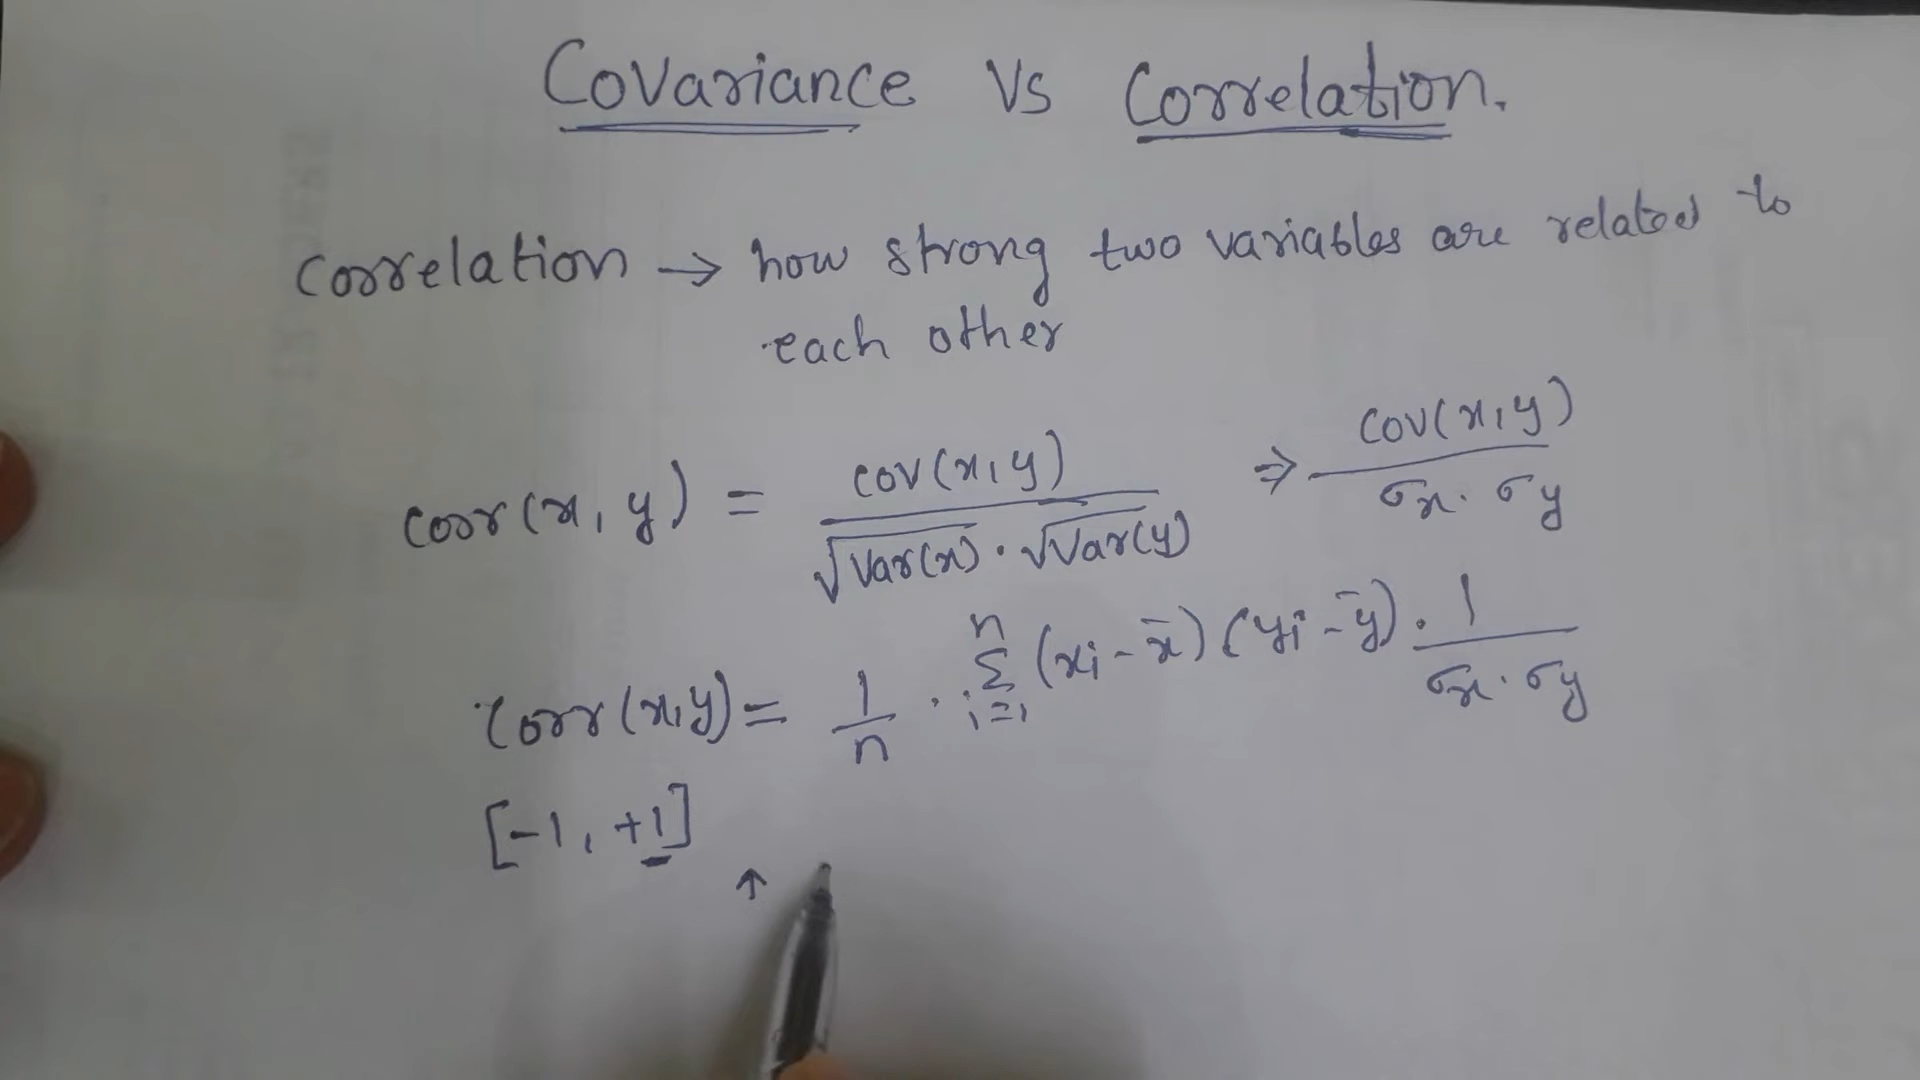 Covariance Vs Correlation.
Correlation → how strong two variables are related to
each other
Corr(x, y) = cov(x, y) / √Var(x) · √Var(y) ⇒ Cov(x, y) / σx · σy
Corr(x, y) = 1/n · n Σ i=1 (xi - x̄) (yi - ȳ) · 1 / σx · σy
[-1, +1]
↑